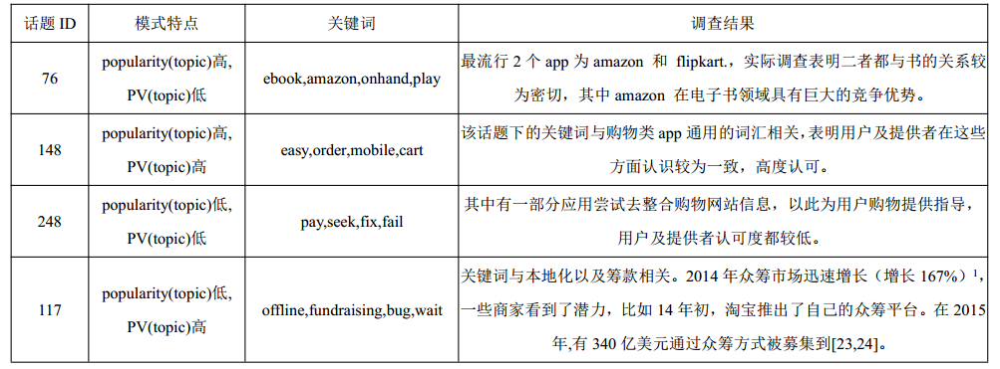 话题 ID 模式特点 关键词 调查结果
76 popularity(topic)高, PV(topic)低 ebook,amazon,onhand,play 最流行 2 个 app 为 amazon 和 flipkart.，实际调查表明二者都与书的关系较
为密切，其中 amazon 在电子书领域具有巨大的竞争优势。
148 popularity(topic)高, PV(topic)高 easy,order,mobile,cart 该话题下的关键词与购物类 app 通用的词汇相关，表明用户及提供者在这些
方面认识较为一致，高度认可。
248 popularity(topic)低, PV(topic)低 pay,seek,fix,fail 其中有一部分应用尝试去整合购物网站信息，以此为用户购物提供指导，
用户及提供者认可度都较低。
117 popularity(topic)低, PV(topic)高 offline,fundraising,bug,wait 关键词与本地化以及筹款相关。2014 年众筹市场迅速增长（增长 167%）1，
一些商家看到了潜力，比如 14 年初，淘宝推出了自己的众筹平台。在 2015
年,有 340 亿美元通过众筹方式被募集到[23,24]。